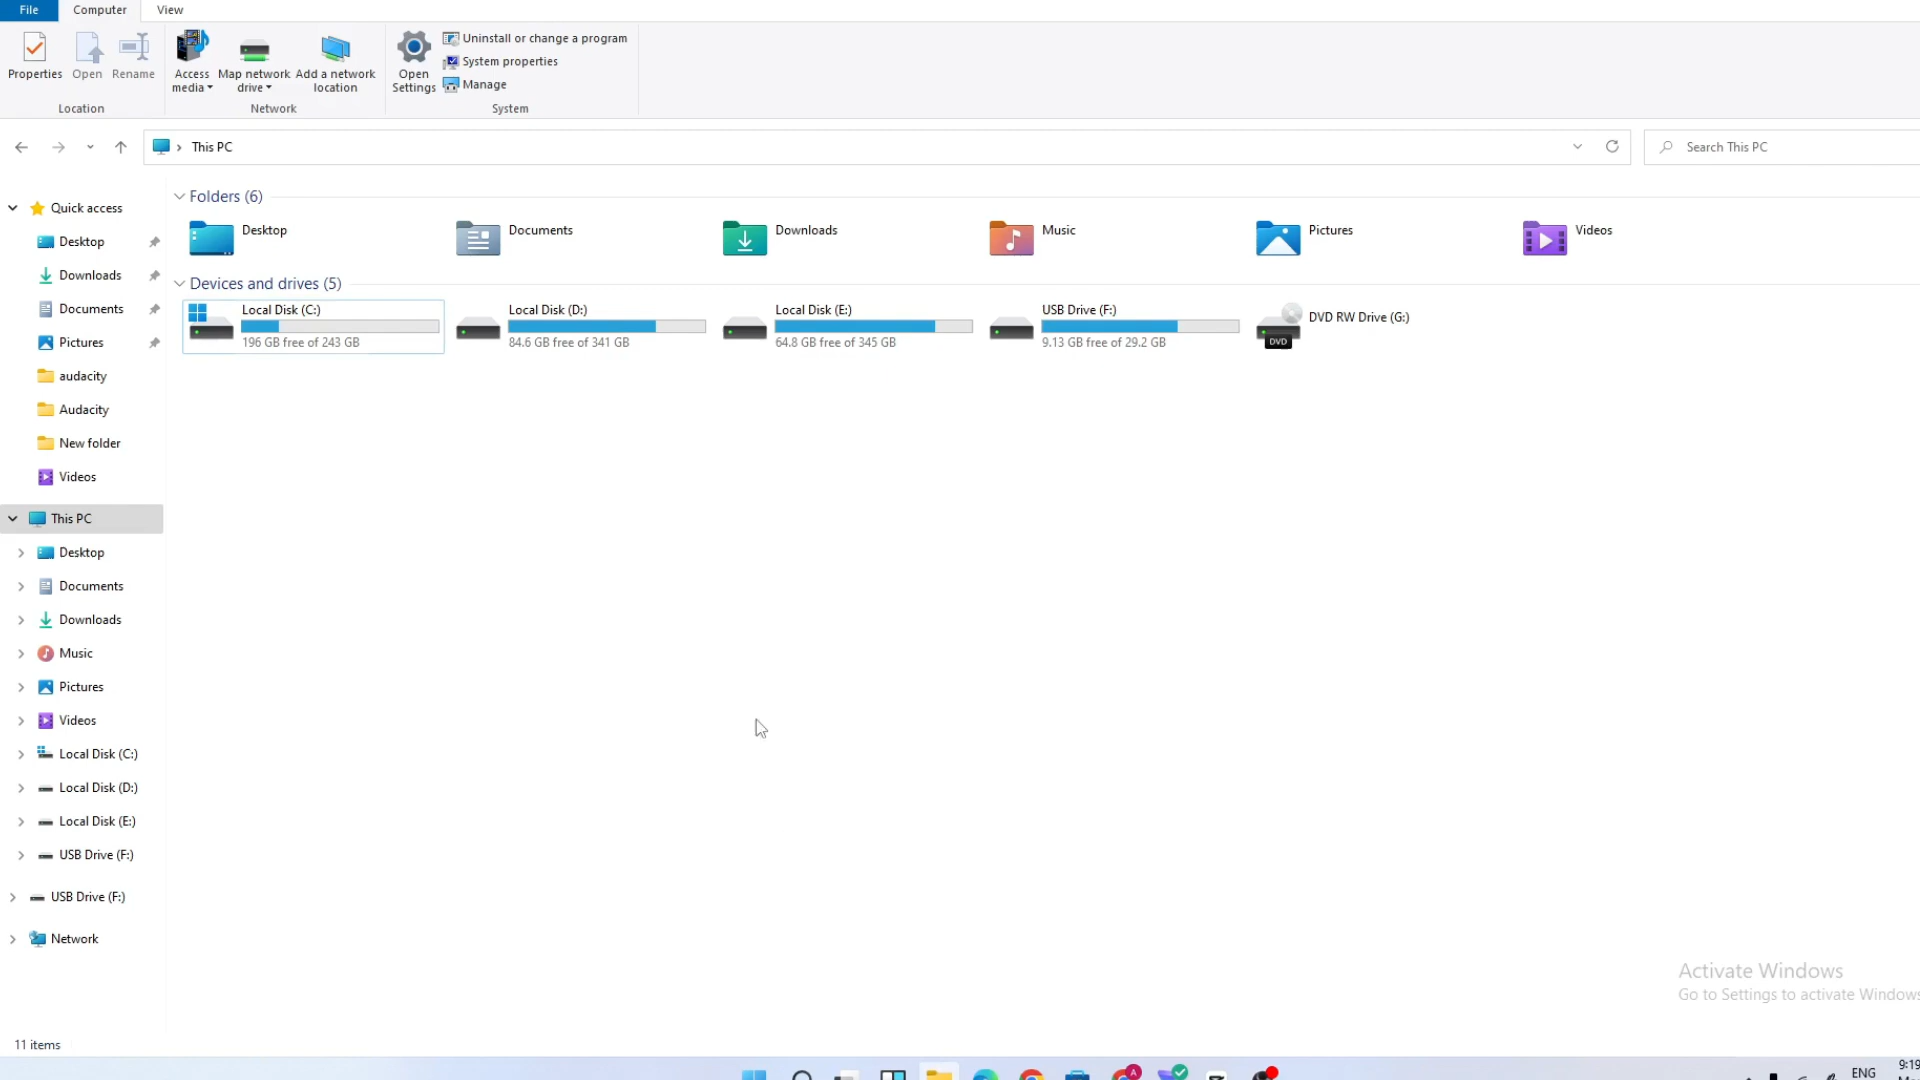 File
Computer
View
Properties
Open
Rename
Access media
Map network drive
Add a network location
Open Settings
Uninstall or change a program
System properties
Manage
Location
Network
System
This PC
Search This PC
Quick access
Desktop
Downloads
Documents
Pictures
audacity
Audacity
New folder
Videos
This PC
Desktop
Documents
Downloads
Music
Pictures
Videos
Local Disk (C:)
Local Disk (D:)
Local Disk (E:)
USB Drive (F:)
USB Drive (F:)
Network
Folders (6)
Desktop
Documents
Downloads
Music
Pictures
Videos
Devices and drives (5)
Local Disk (C:)
196 GB free of 243 GB
Local Disk (D:)
84.6 GB free of 341 GB
Local Disk (E:)
64.8 GB free of 345 GB
USB Drive (F:)
9.13 GB free of 29.2 GB
DVD RW Drive (G:)
DVD
Activate Windows
Go to Settings to activate Windows
11 items
A
ENG
9:19